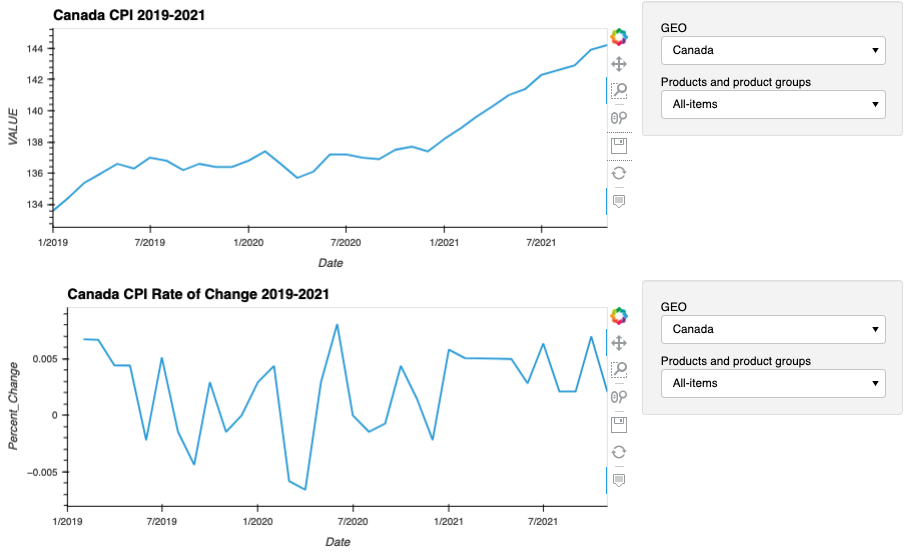 Canada CPI 2019-2021
VALUE
144
142
140
138
136
134
1/2019 7/2019 1/2020 7/2020 1/2021 7/2021
Date
GEO
Canada
Products and product groups
All-items
Canada CPI Rate of Change 2019-2021
Percent_Change
0.005
0
−0.005
1/2019 7/2019 1/2020 7/2020 1/2021 7/2021
Date
GEO
Canada
Products and product groups
All-items